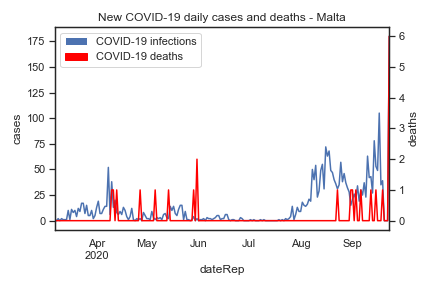 New COVID-19 daily cases and deaths - Malta
COVID-19 infections
COVID-19 deaths
cases
175
150
125
100
75
50
25
0
deaths
6
5
4
3
2
1
0
Apr
2020
May
Jun
Jul
Aug
Sep
dateRep